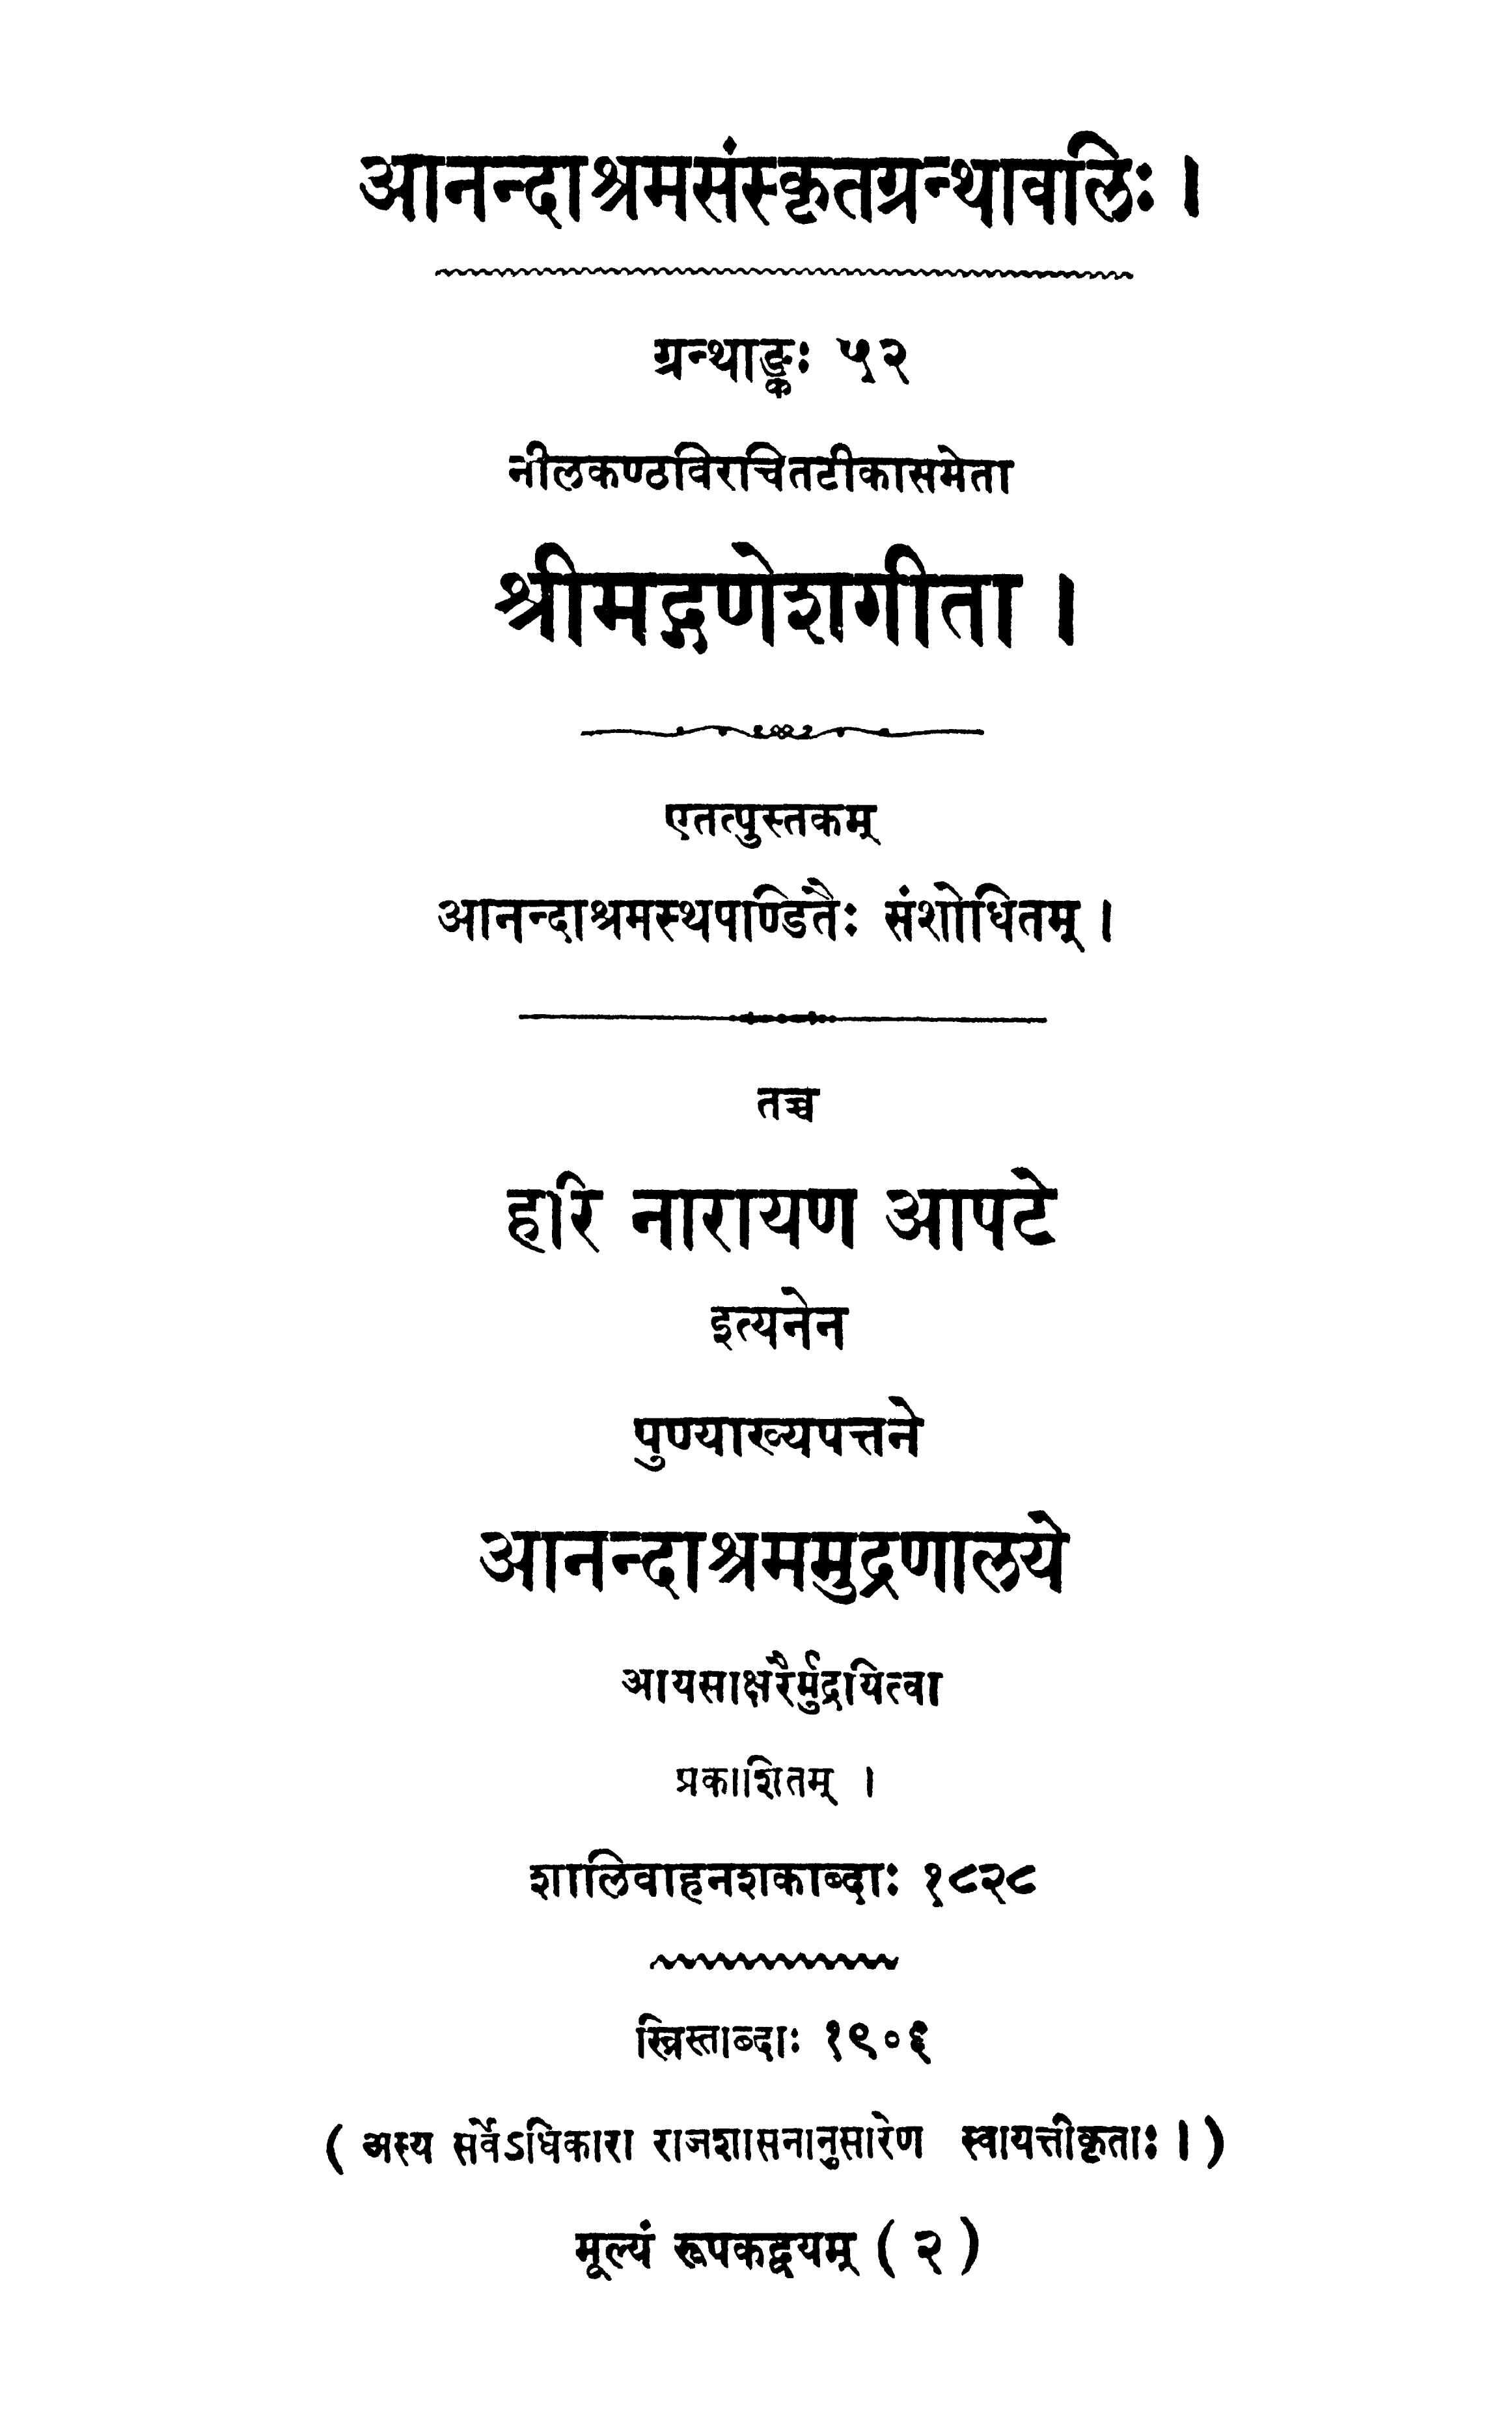 आनन्दाश्रमसंस्कृतग्रन्थावलिः ।
ग्रन्थाङ्कः ५२
नीलकण्ठविरचितटीकासमेता
श्रीमद्गणेशगीता ।
एतत्पुस्तकम्
आनन्दाश्रमस्थपाण्डितैः संशोधितम् ।
तच्च
हरि नारायण आपटे
इत्यनेन
पुण्याख्यपत्तने
आनन्दाश्रममुद्रणालये
आयसाक्षरैर्मुद्रयित्वा
प्रकाशितम् ।
शालिवाहनशकाब्दाः १८२८
ख्रिस्ताब्दाः १९०६
( अस्य सर्वेऽधिकारा राजशासनानुसारेण स्वायत्तीकृताः । )
मूल्यं रूपकद्वयम् ( २ )